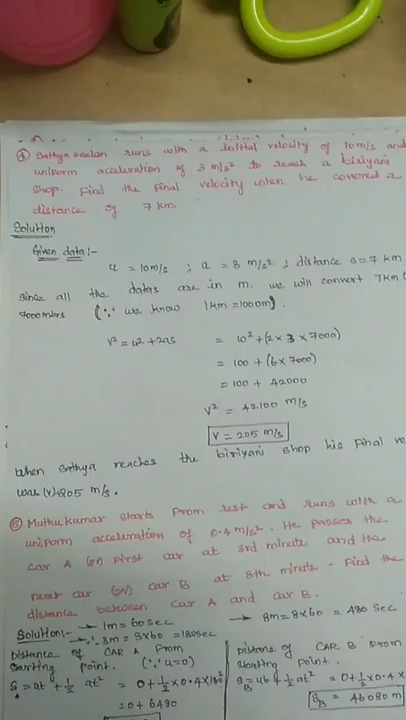 ④ Sathya seelan runs with a initial velocity of 10m/s and
uniform acceleration of 3 m/s² to reach a biriyani
shop. Find the Final velocity when he covered a
distance of 7 km.
Solution
Given data:-
u = 10m/s ; a = 3 m/s² ; distance s = 7 km
since all the datas are in m. we will convert 7km
7000mters (∵ we know 1km = 1000m).
V² = u² + 2as = 10² + (2 × 3 × 7000)
= 100 + (6 × 7000)
= 100 + 42000
V² = 42100 m/s
V = 205 m/s
When Sathya reaches the biriyani shop his final
was (v) = 205 m/s.
⑤ Muthukumar starts from rest and runs with a
uniform acceleration of 0.4 m/s². He passes the
car A (or) First car at 3rd minute and the
next car (or) car B at 8th minute - Find the
distance between car A and car B.
Solution:- → 1m = 60 sec
→ ∴ 3m = 3×60 = 180sec → 8m = 8×60 = 480 Sec
Distance of CAR A From
Starting point. (∵ u=0)
S_A = ut + ½ at² = 0 + ½ × 0.4 × 180²
= 0 + 6480
Distance of CAR B From
Starting point.
S_B = ut + ½ at² = 0 + ½ × 0.4 ×
S_B = 46080 m